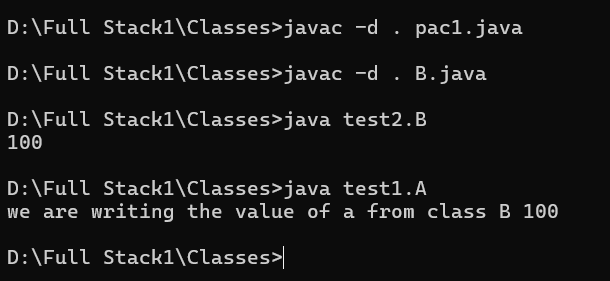 D:\Full Stack1\Classes>javac -d . pac1.java
D:\Full Stack1\Classes>javac -d . B.java
D:\Full Stack1\Classes>java test2.B
100
D:\Full Stack1\Classes>java test1.A
we are writing the value of a from class B 100
D:\Full Stack1\Classes>